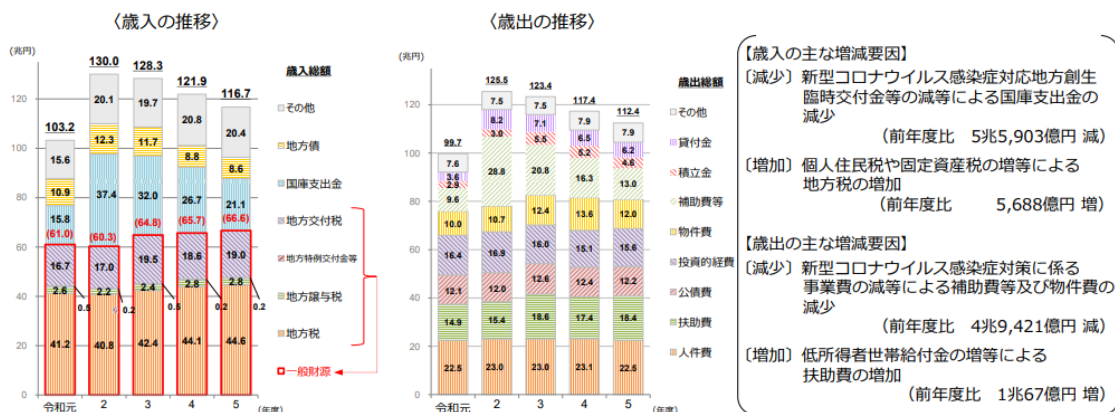 〈歳入の推移〉
(兆円)
120
100
80
60
40
20
0
103.2
15.6
10.9
15.8
(61.0)
16.7
2.6
0.5
41.2
令和元
130.0
20.1
12.3
37.4
(60.3)
17.0
2.2
0.2
40.8
2
128.3
19.7
11.7
32.0
(64.8)
19.5
2.4
0.5
42.4
3
121.9
20.8
8.8
26.7
(65.7)
18.6
2.8
0.2
44.1
4
116.7
20.4
8.6
21.1
(66.6)
19.0
2.8
0.2
44.6
5
(年度)
歳入総額
その他
地方債
国庫支出金
地方交付税
地方特例交付金等
地方譲与税
地方税
一般財源
〈歳出の推移〉
(兆円)
120
100
80
60
40
20
0
99.7
7.6
3.6
2.9
9.6
10.0
16.4
12.1
14.9
22.5
令和元
125.5
7.5
8.2
3.0
28.8
10.7
16.9
12.0
15.4
23.0
2
123.4
7.5
7.1
5.5
20.8
12.4
16.0
12.6
18.6
23.0
3
117.4
7.9
6.5
5.2
16.3
13.6
15.1
12.4
17.4
23.1
4
112.4
7.9
6.2
4.6
13.0
12.0
15.6
12.2
18.4
22.5
5
(年度)
歳出総額
その他
貸付金
積立金
補助費等
物件費
投資的経費
公債費
扶助費
人件費
【歳入の主な増減要因】
〔減少〕新型コロナウイルス感染症対応地方創生
臨時交付金等の減等による国庫支出金の
減少
(前年度比 5兆5,903億円 減)
〔増加〕個人住民税や固定資産税の増等による
地方税の増加
(前年度比 5,688億円 増)
【歳出の主な増減要因】
〔減少〕新型コロナウイルス感染症対策に係る
事業費の減等による補助費等及び物件費の
減少
(前年度比 4兆9,421億円 減)
〔増加〕低所得者世帯給付金の増等による
扶助費の増加
(前年度比 1兆67億円 増)